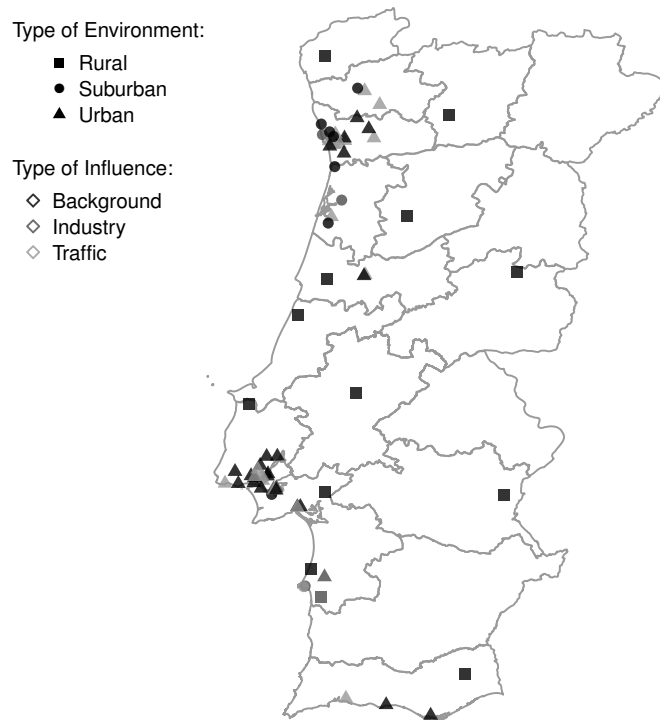 Type of Environment:
Rural
Suburban
Urban
Type of Influence:
Background
Industry
Traffic